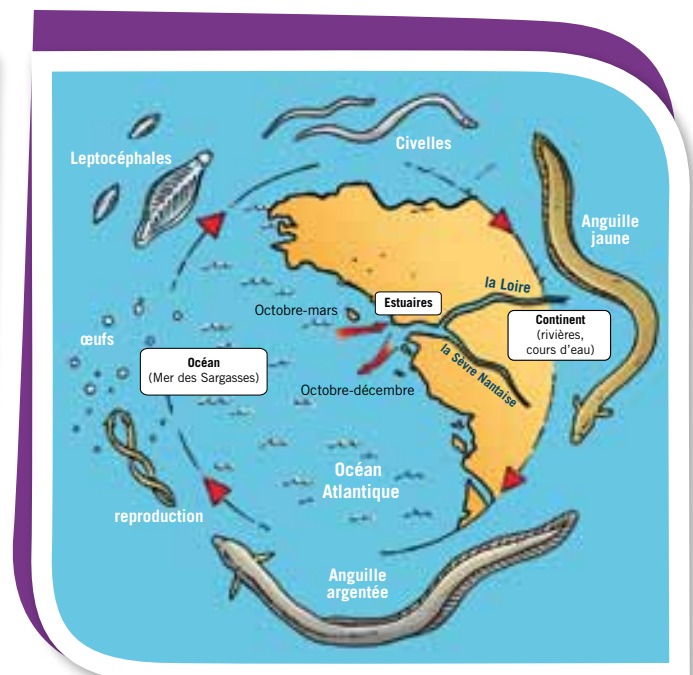 Civelles
Leptocéphales
Anguille
jaune
la Loire
Estuaires
Octobre-mars
Continent
(rivières,
cours d'eau)
œufs
Océan
(Mer des Sargasses)
la Sèvre Nantaise
Octobre-décembre
Océan
Atlantique
reproduction
Anguille
argentée